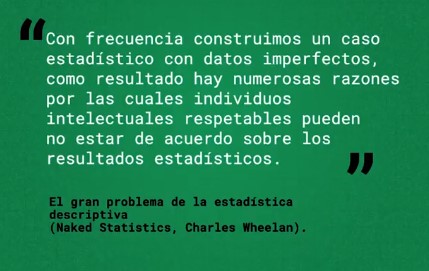 “Con frecuencia construimos un caso
estadístico con datos imperfectos,
como resultado hay numerosas razones
por las cuales individuos
intelectuales respetables pueden
no estar de acuerdo sobre los
resultados estadísticos.
”
El gran problema de la estadística
descriptiva
(Naked Statistics, Charles Wheelan).